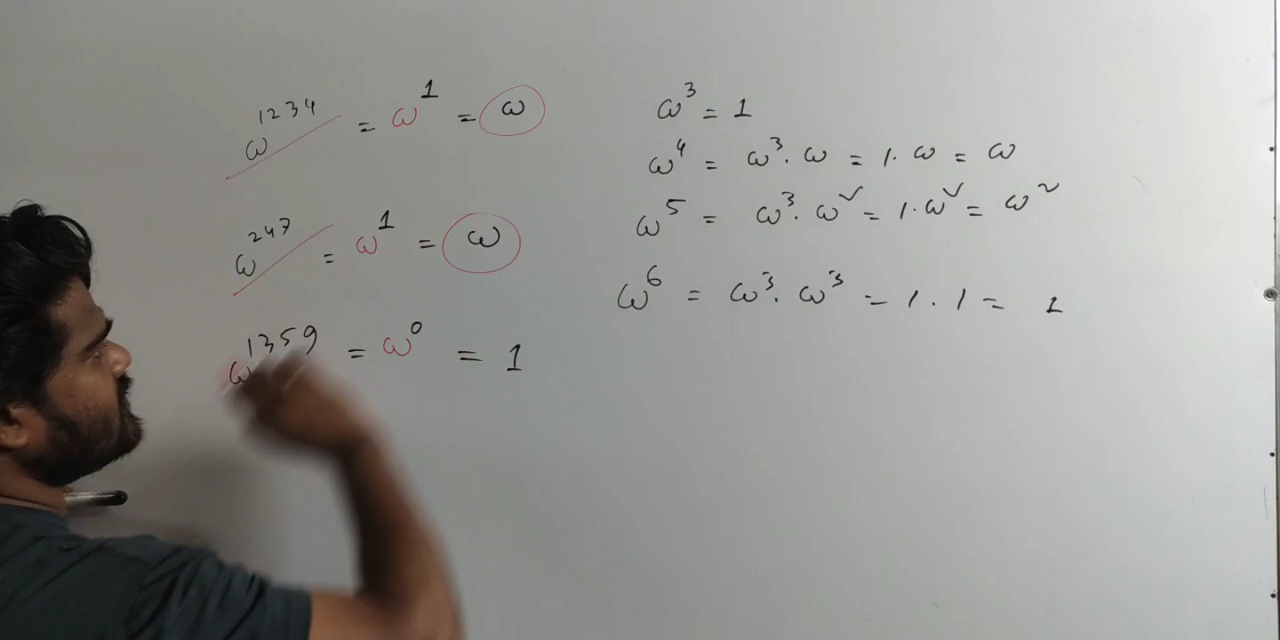 ω^1234 = ω^1 = ω
ω^247 = ω^1 = ω
ω^1359 = ω^0 = 1
ω^3 = 1
ω^4 = ω^3 . ω = 1 . ω = ω
ω^5 = ω^3 . ω^2 = 1 . ω^2 = ω^2
ω^6 = ω^3 . ω^3 = 1 . 1 = 1